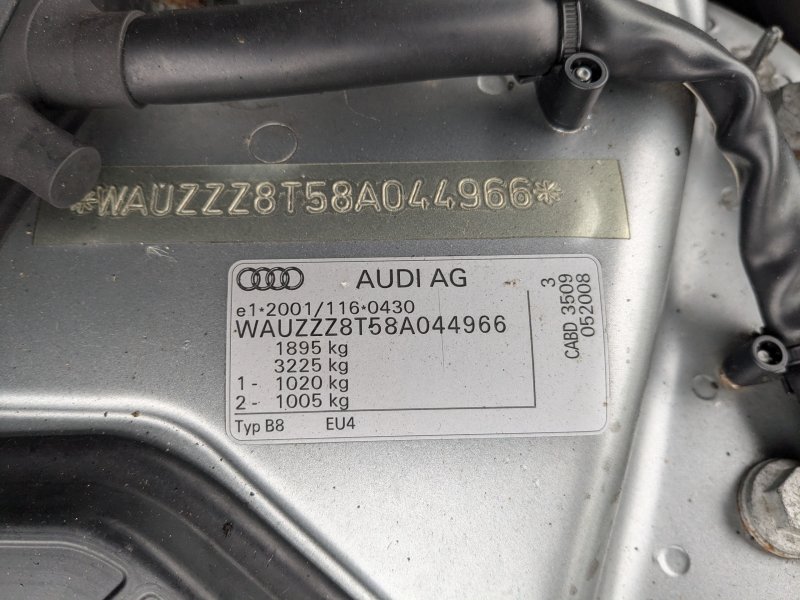 *WAUZZZ8T58A044966*
AUDI AG
e1*2001/116*0430
WAUZZZ8T58A044966
1895 kg
3225 kg
1 - 1020 kg
2 - 1005 kg
Typ B8 EU4
3
CABD 3509
052008